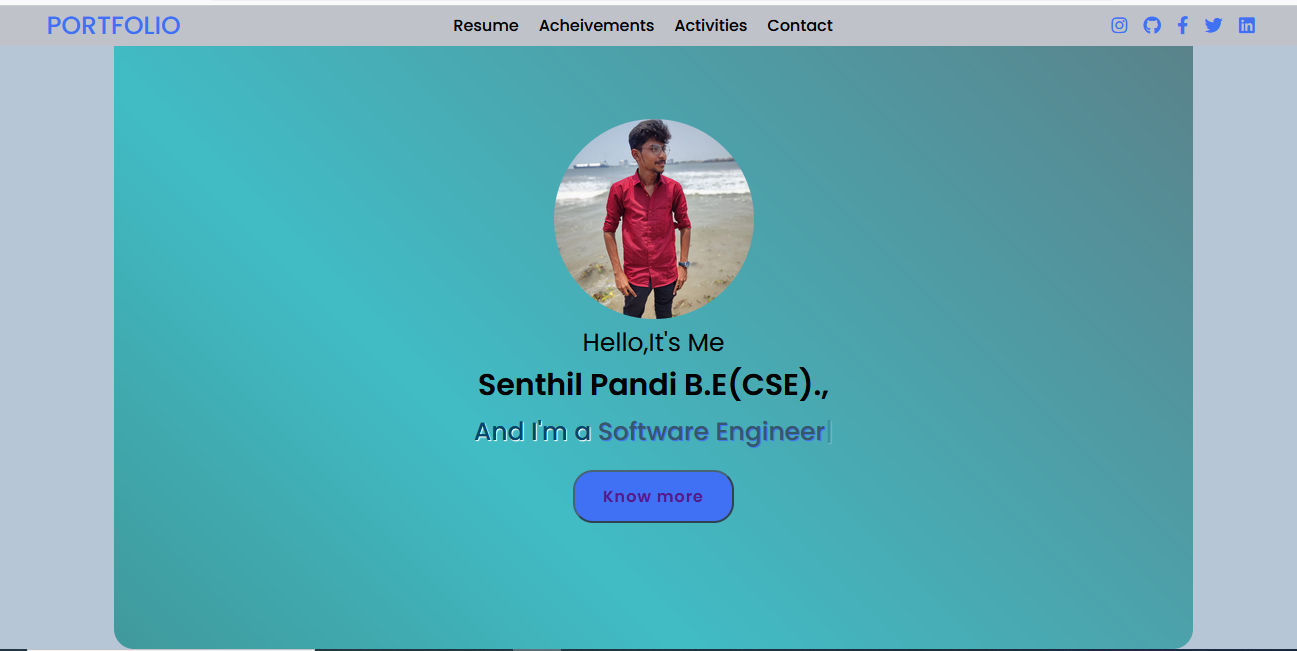 PORTFOLIO Resume Acheivements Activities Contact
Hello,It's Me
Senthil Pandi B.E(CSE).,
And I'm a Software Engineer|
Know more